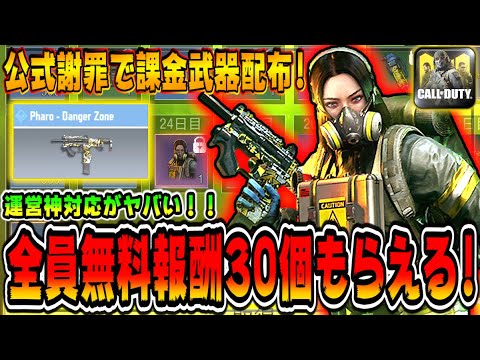 公式謝罪で課金武器配布!
CALL OF DUTY.
Pharo - Danger Zone
24日目
1
CAUTION
運営神対応がヤバい!!
全員無料報酬30個もらえる!